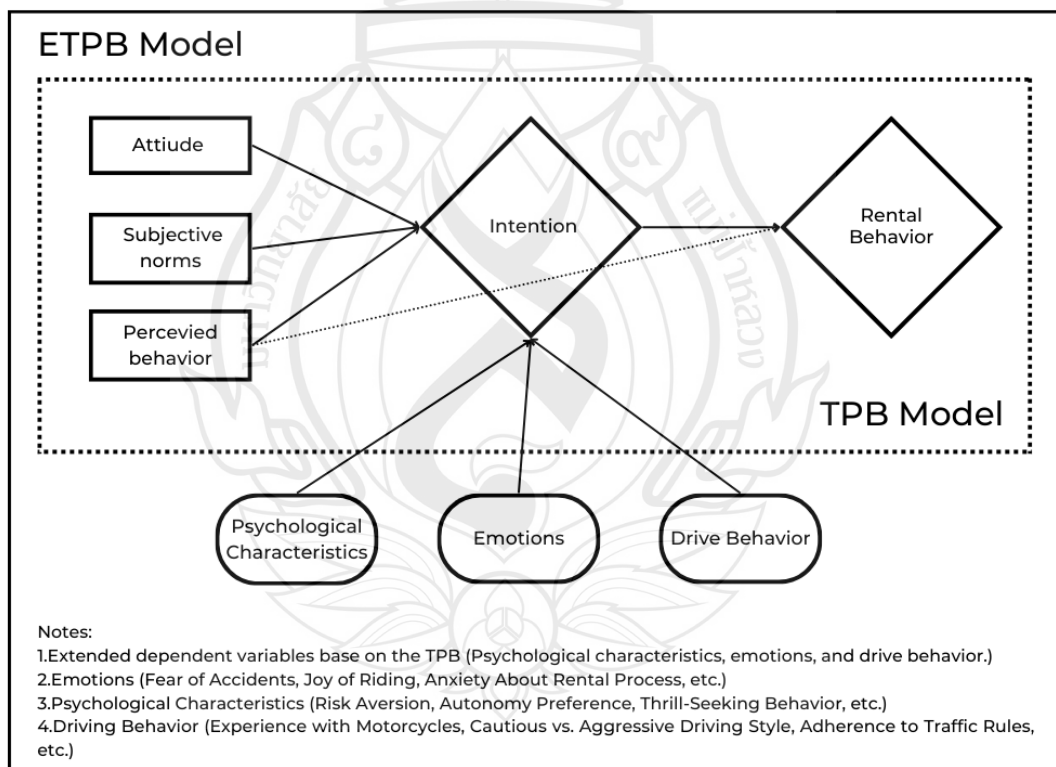 ETPB Model
Attiude
Subjective
norms
Percevied
behavior
Intention
Rental
Behavior
TPB Model
Psychological
Characteristics
Emotions
Drive Behavior
Notes:
1.Extended dependent variables base on the TPB (Psychological characteristics, emotions, and drive behavior.)
2.Emotions (Fear of Accidents, Joy of Riding, Anxiety About Rental Process, etc.)
3.Psychological Characteristics (Risk Aversion, Autonomy Preference, Thrill-Seeking Behavior, etc.)
4.Driving Behavior (Experience with Motorcycles, Cautious vs. Aggressive Driving Style, Adherence to Traffic Rules,
etc.)